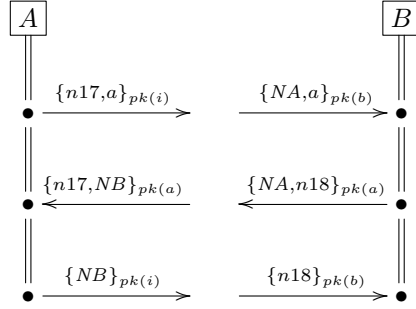 A B
{n17,a}pk(i) {NA,a}pk(b)
{n17,NB}pk(a) {NA,n18}pk(a)
{NB}pk(i) {n18}pk(b)